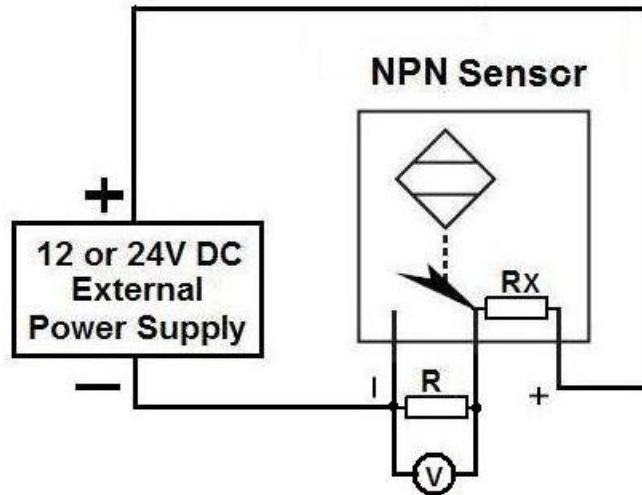 NPN Sensor
+
12 or 24V DC
External
Power Supply
Rx
−
R
+
V